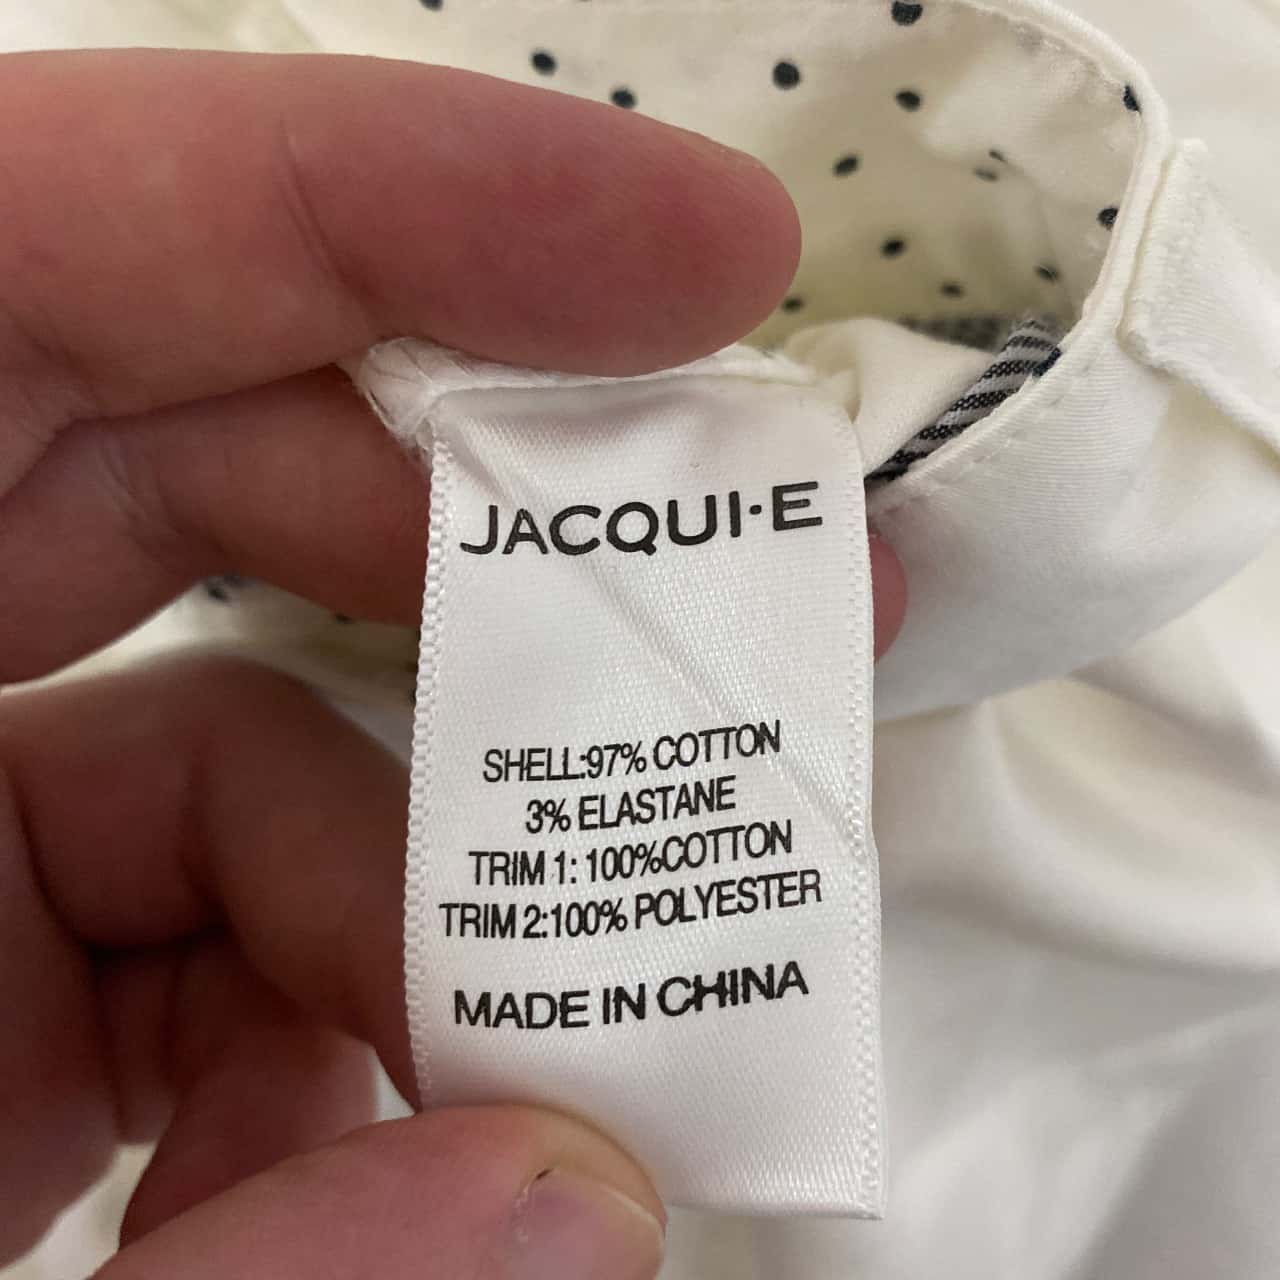 JACQUI·E
SHELL:97% COTTON
3% ELASTANE
TRIM 1: 100%COTTON
TRIM 2:100% POLYESTER
MADE IN CHINA